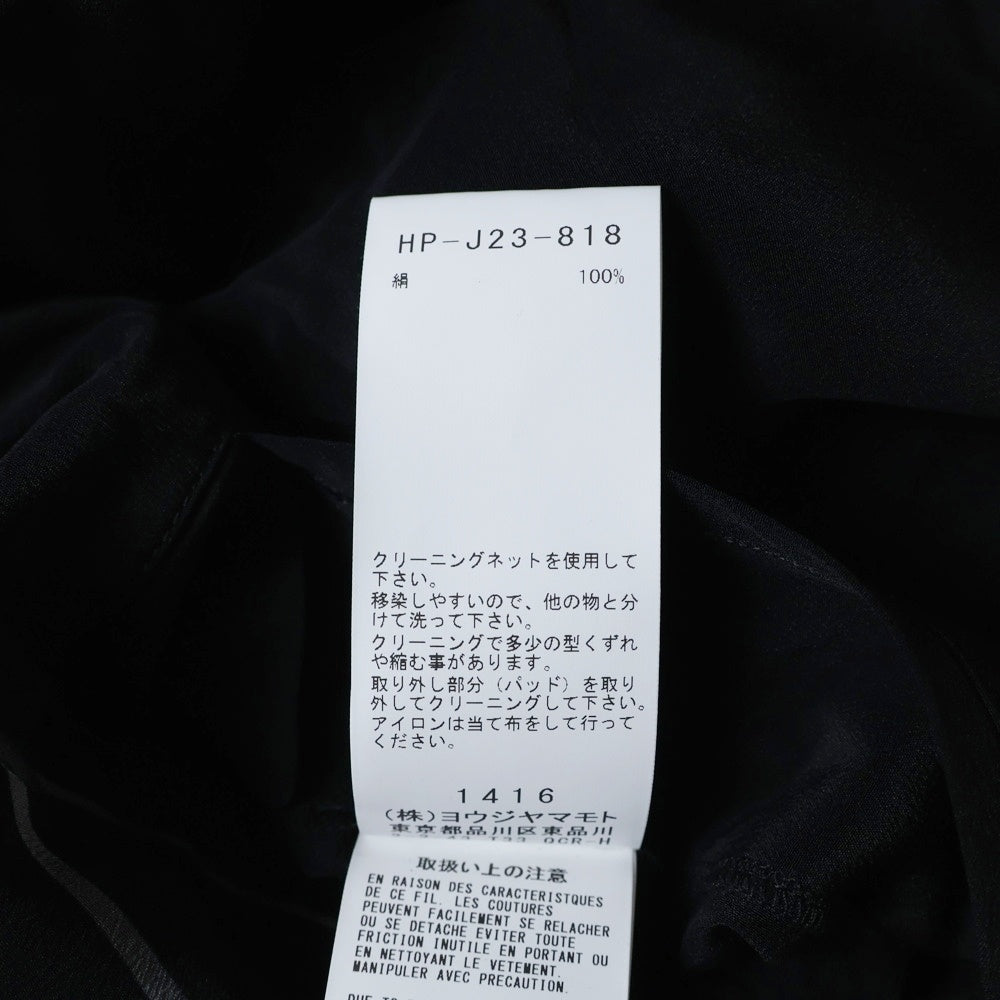 HP-J23-818
絹 100%
クリーニングネットを使用して
下さい。
移染しやすいので、他の物と分
けて洗って下さい。
クリーニングで多少の型くずれ
や縮む事があります。
取り外し部分（パッド）を取り
外してクリーニングして下さい。
アイロンは当て布をして行って
ください。
1416
(株)ヨウジヤマモト
東京都品川区東品川
QCR-H
取扱い上の注意
EN RAISON DES CARACTERISTIQUES
DE CE FIL. LES COUTURES
PEUVENT FACILEMENT SE RELACHER
OU SE DETACHE EVITER TOUTE
FRICTION INUTILE EN PORTANT OU
EN NETTOYANT LE VETEMENT.
MANIPULER AVEC PRECAUTION.